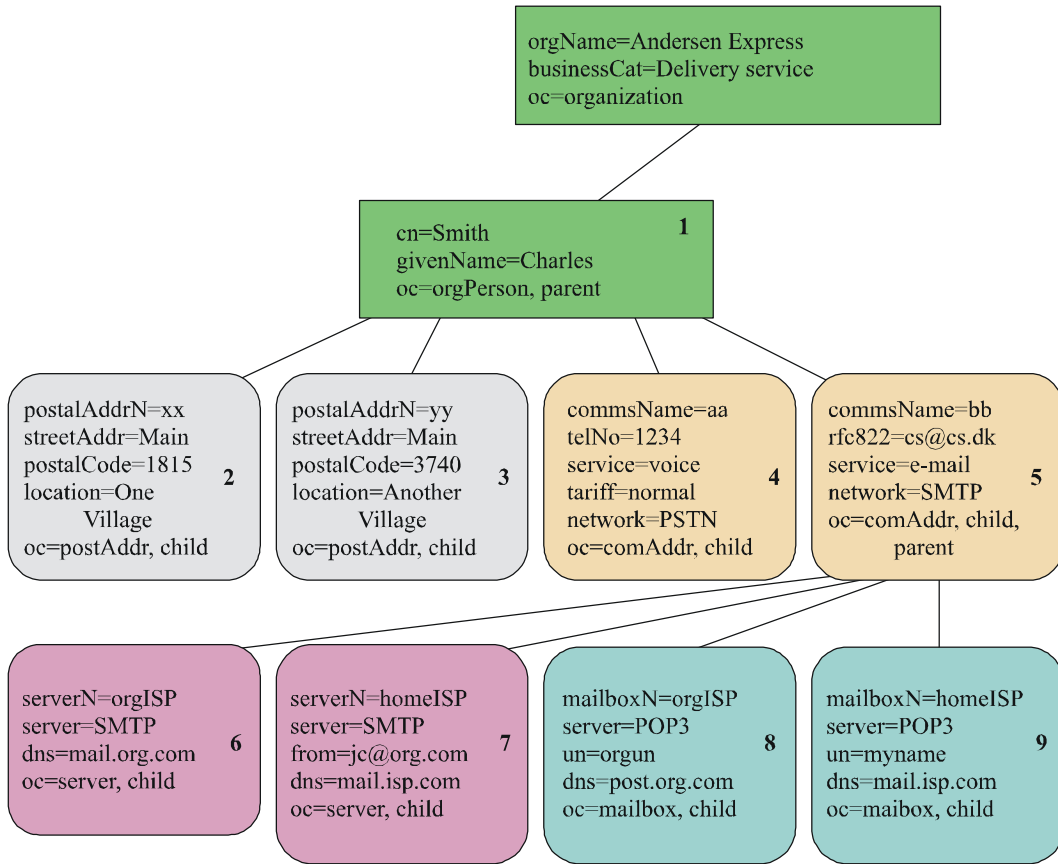 orgName=Andersen Express
businessCat=Delivery service
oc=organization
1
cn=Smith
givenName=Charles
oc=orgPerson, parent
postalAddrN=xx
streetAddr=Main
postalCode=1815
location=One
Village
oc=postAddr, child
2
postalAddrN=yy
streetAddr=Main
postalCode=3740
location=Another
Village
oc=postAddr, child
3
commsName=aa
telNo=1234
service=voice
tariff=normal
network=PSTN
oc=comAddr, child
4
commsName=bb
rfc822=cs@cs.dk
service=e-mail
network=SMTP
oc=comAddr, child,
parent
5
serverN=orgISP
server=SMTP
dns=mail.org.com
oc=server, child
6
serverN=homeISP
server=SMTP
from=jc@org.com
dns=mail.isp.com
oc=server, child
7
mailboxN=orgISP
server=POP3
un=orgun
dns=post.org.com
oc=mailbox, child
8
mailboxN=homeISP
server=POP3
un=myname
dns=mail.isp.com
oc=maibox, child
9